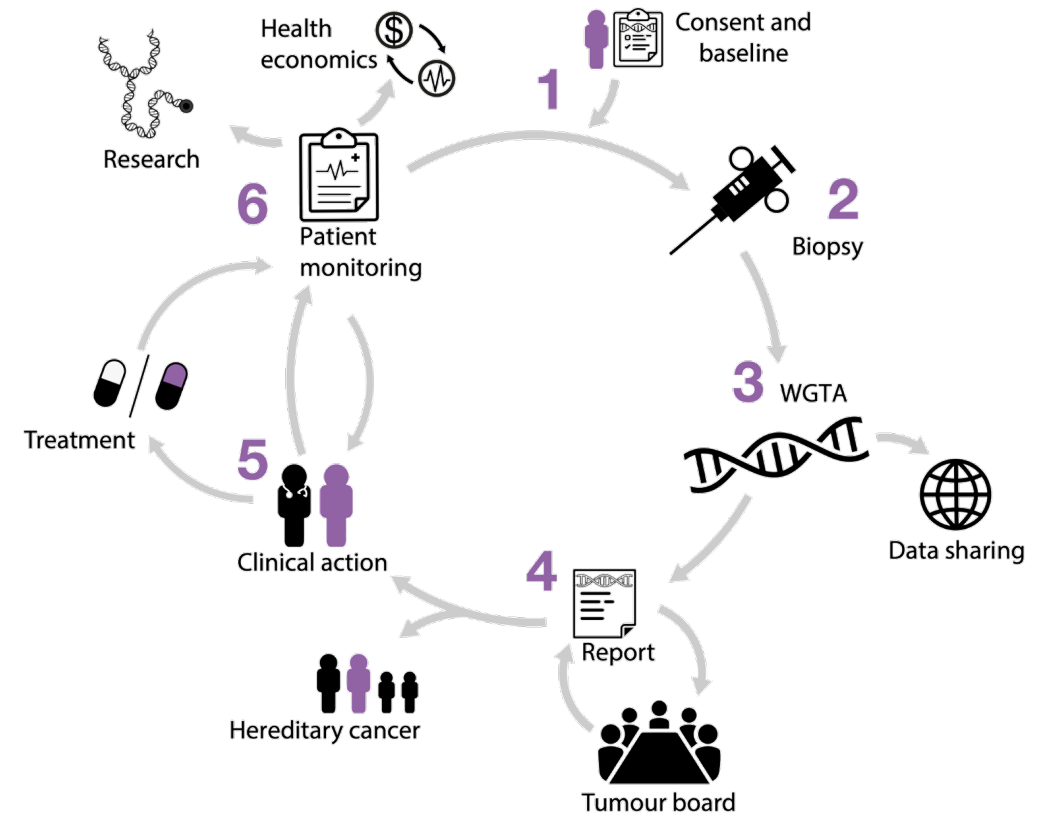 Health
economics
$
Consent and
baseline
1
Research
6
Patient
monitoring
2
Biopsy
3
WGTA
Treatment
5
Clinical action
Data sharing
4
Report
Hereditary cancer
Tumour board